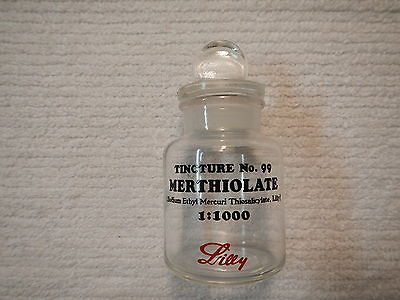 TINCTURE No. 99
MERTHIOLATE
(Sodium Ethyl Mercuri Thiosalicylate, Lilly)
1:1000
Lilly